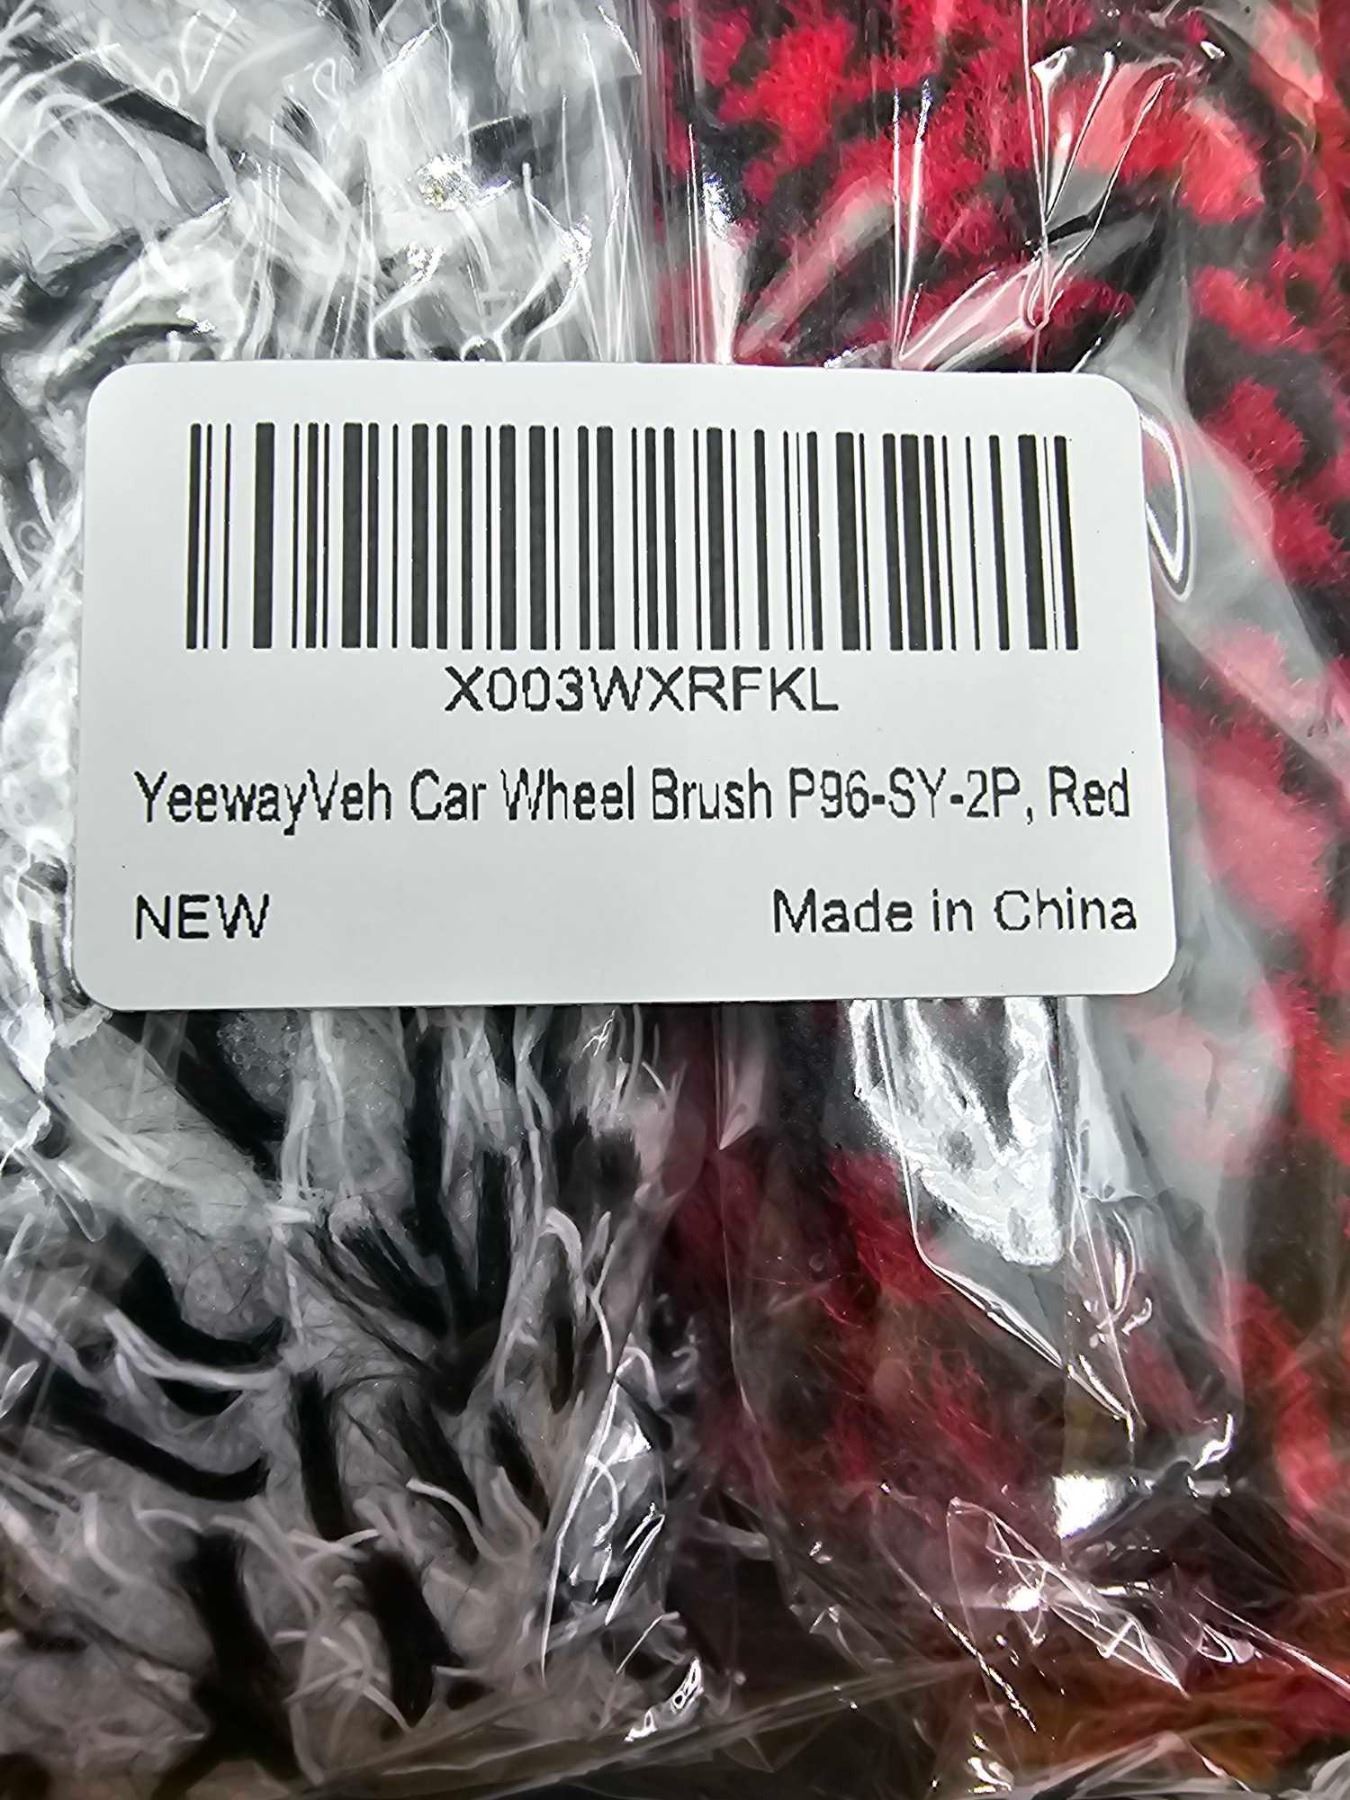 X003WXRFKL
YeewayVeh Car Wheel Brush P96-SY-2P, Red
NEW Made in China